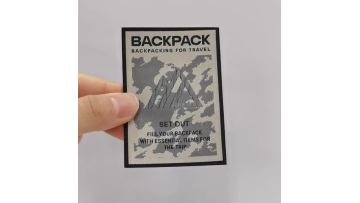 BACKPACK
BACKPACKING FOR TRAVEL
SET OUT
FILL YOUR BACKPACK
WITH ESSENTIAL ITEMS FOR
THE TRIP